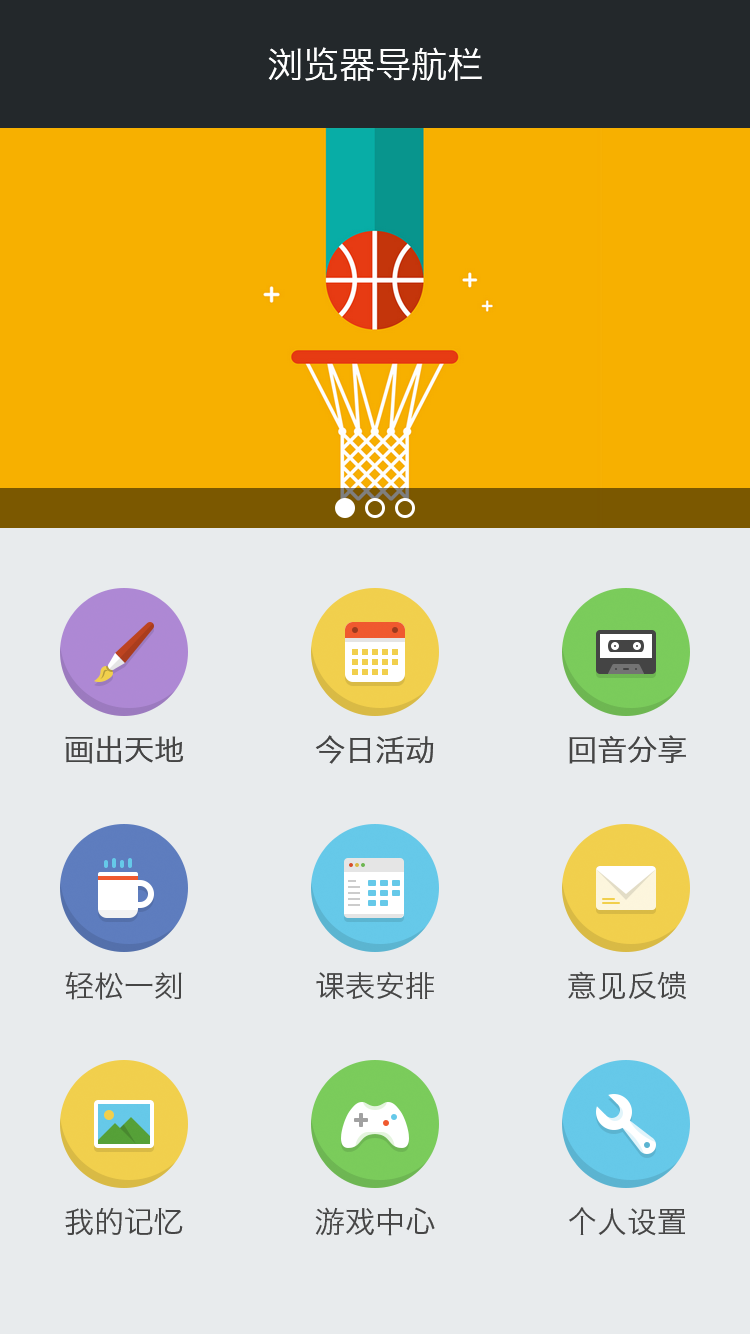 浏览器导航栏
画出天地
今日活动
回音分享
轻松一刻
课表安排
意见反馈
我的记忆
游戏中心
个人设置